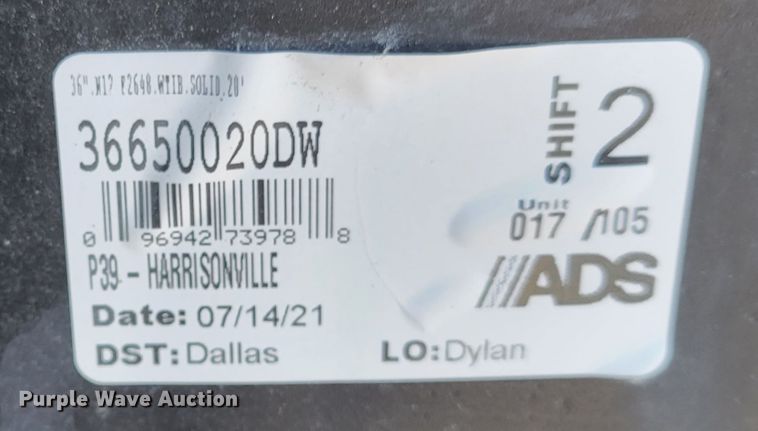 36".N12 F2648.WTIB.SOLID.20'
36650020DW
0 96942 73978 8
P39 - HARRISONVILLE
Date: 07/14/21
DST: Dallas
LO: Dylan
SHIFT 2
Unit
017 /105
ADS
Purple Wave Auction